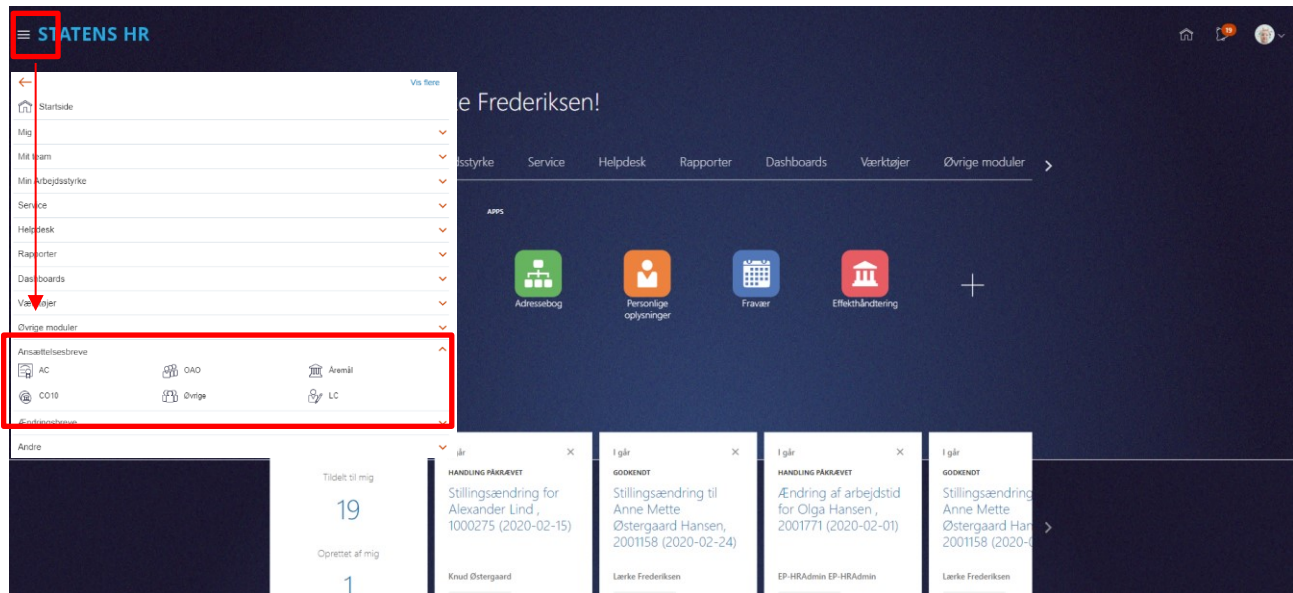 STATENS HR
19
Vis flere
Startside
Mig
Mit team
Min Arbejdsstyrke
Service
Helpdesk
Rapporter
Dashboards
Værktøjer
Øvrige moduler
Ansættelsesbreve
AC
OAO
Åremål
CO10
Øvrige
LC
Ændringsbreve
Andre
e Frederiksen!
dsstyrke Service Helpdesk Rapporter Dashboards Værktøjer Øvrige moduler
APPS
Adressebog
Personlige
oplysninger
Fravær
Effekthåndtering
Tildelt til mig
19
Oprettet af mig
1
går
HANDLING PÅKRÆVET
Stillingsændring for
Alexander Lind ,
1000275 (2020-02-15)
Knud Østergaard
I går
GODKENDT
Stillingsændring til
Anne Mette
Østergaard Hansen,
2001158 (2020-02-24)
Lærke Frederiksen
I går
HANDLING PÅKRÆVET
Ændring af arbejdstid
for Olga Hansen ,
2001771 (2020-02-01)
EP-HRAdmin EP-HRAdmin
I går
GODKENDT
Stillingsændring
Anne Mette
Østergaard Han
2001158 (2020-0
Lærke Frederiksen